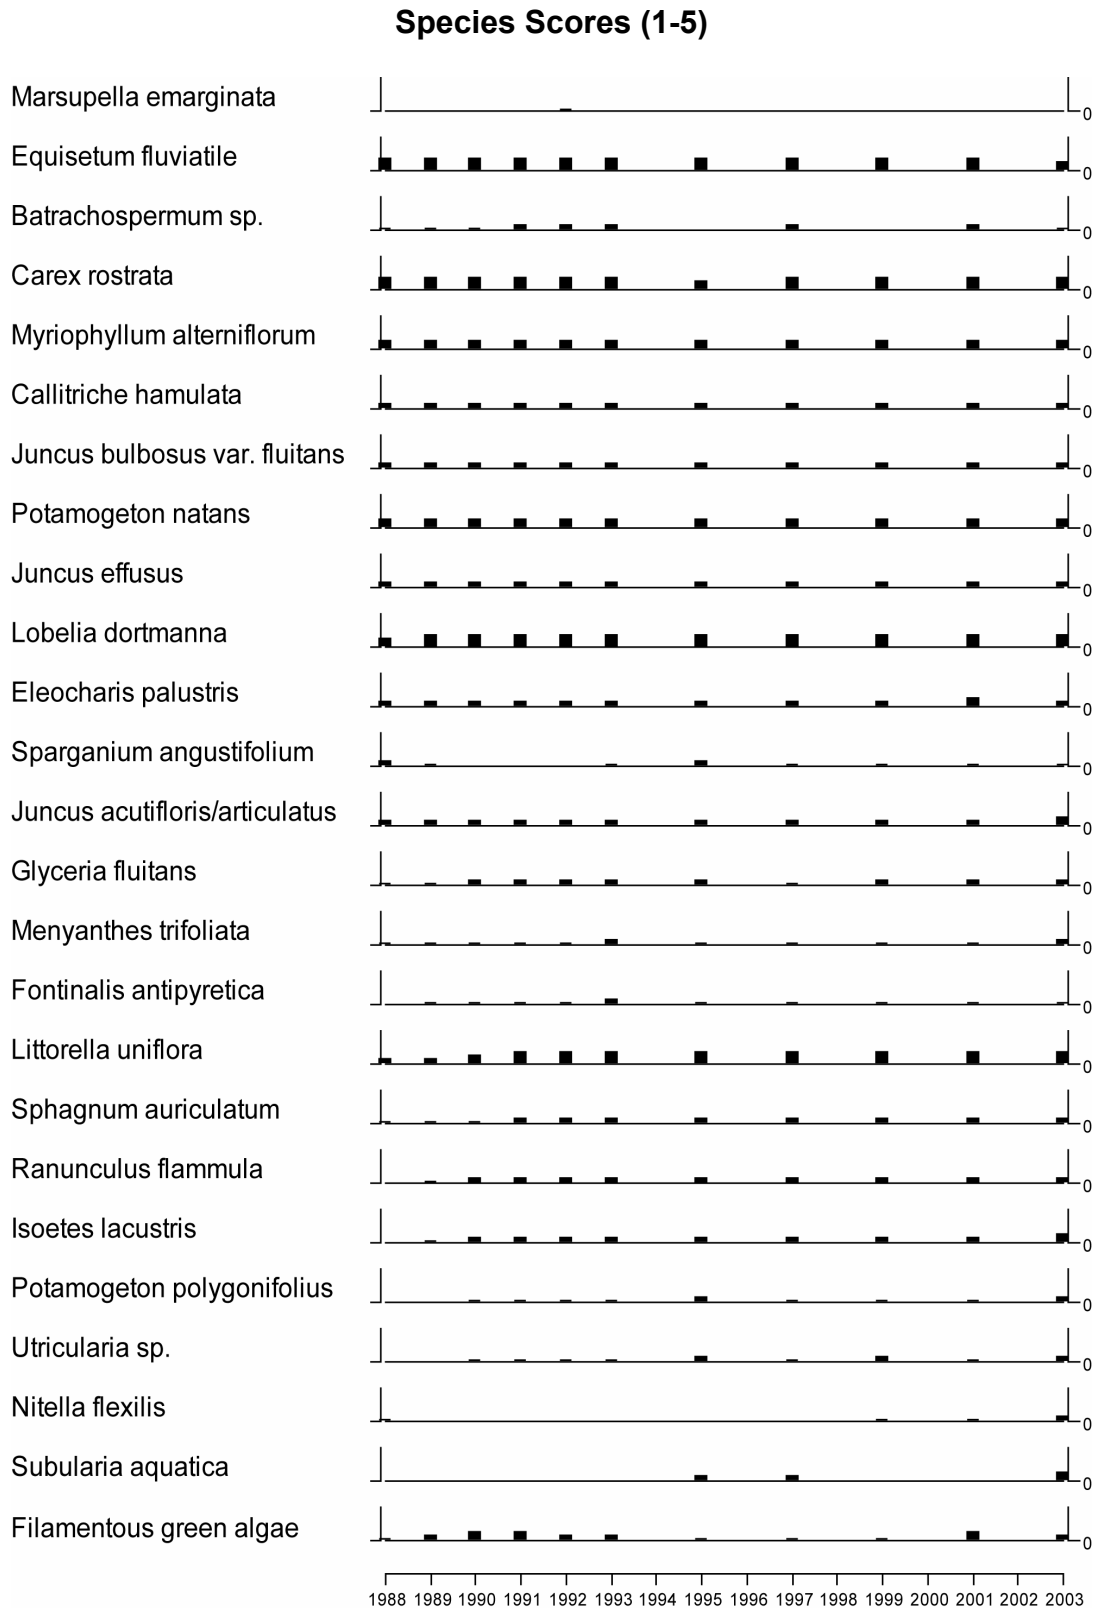 Species Scores (1-5)
Marsupella emarginata 0
Equisetum fluviatile 0
Batrachospermum sp. 0
Carex rostrata 0
Myriophyllum alterniflorum 0
Callitriche hamulata 0
Juncus bulbosus var. fluitans 0
Potamogeton natans 0
Juncus effusus 0
Lobelia dortmanna 0
Eleocharis palustris 0
Sparganium angustifolium 0
Juncus acutifloris/articulatus 0
Glyceria fluitans 0
Menyanthes trifoliata 0
Fontinalis antipyretica 0
Littorella uniflora 0
Sphagnum auriculatum 0
Ranunculus flammula 0
Isoetes lacustris 0
Potamogeton polygonifolius 0
Utricularia sp. 0
Nitella flexilis 0
Subularia aquatica 0
Filamentous green algae 0
1988 1989 1990 1991 1992 1993 1994 1995 1996 1997 1998 1999 2000 2001 2002 2003